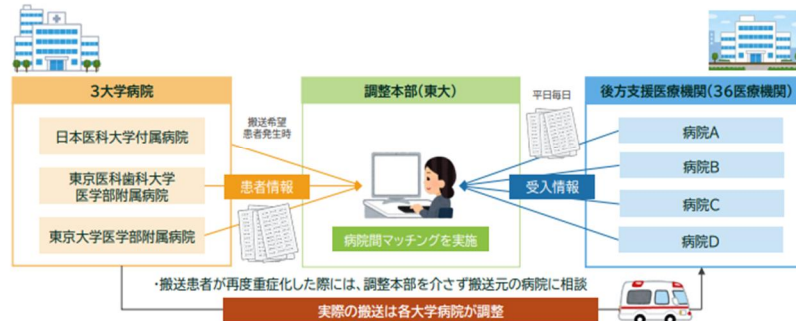 3大学病院
日本医科大学付属病院
東京医科歯科大学
医学部附属病院
東京大学医学部附属病院
搬送希望
患者発生時
患者情報
調整本部(東大)
病院間マッチングを実施
平日毎日
受入情報
後方支援医療機関(36医療機関)
病院A
病院B
病院C
病院D
・搬送患者が再度重症化した際には、調整本部を介さず搬送元の病院に相談
実際の搬送は各大学病院が調整